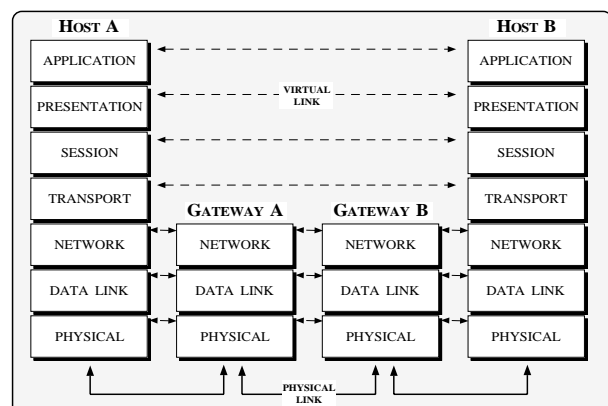 HOST A
HOST B
APPLICATION
APPLICATION
PRESENTATION
VIRTUAL
LINK
PRESENTATION
SESSION
SESSION
TRANSPORT
TRANSPORT
GATEWAY A
GATEWAY B
NETWORK
NETWORK
NETWORK
NETWORK
DATA LINK
DATA LINK
DATA LINK
DATA LINK
PHYSICAL
PHYSICAL
PHYSICAL
PHYSICAL
PHYSICAL
LINK